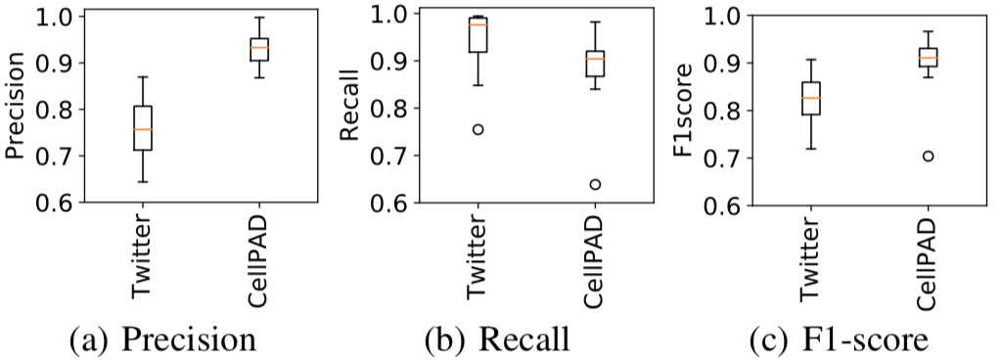 Precision
1.0
0.9
0.8
0.7
0.6
Twitter
CellPAD
(a) Precision
Recall
1.0
0.9
0.8
0.7
0.6
Twitter
CellPAD
(b) Recall
F1score
1.0
0.9
0.8
0.7
0.6
Twitter
CellPAD
(c) F1-score